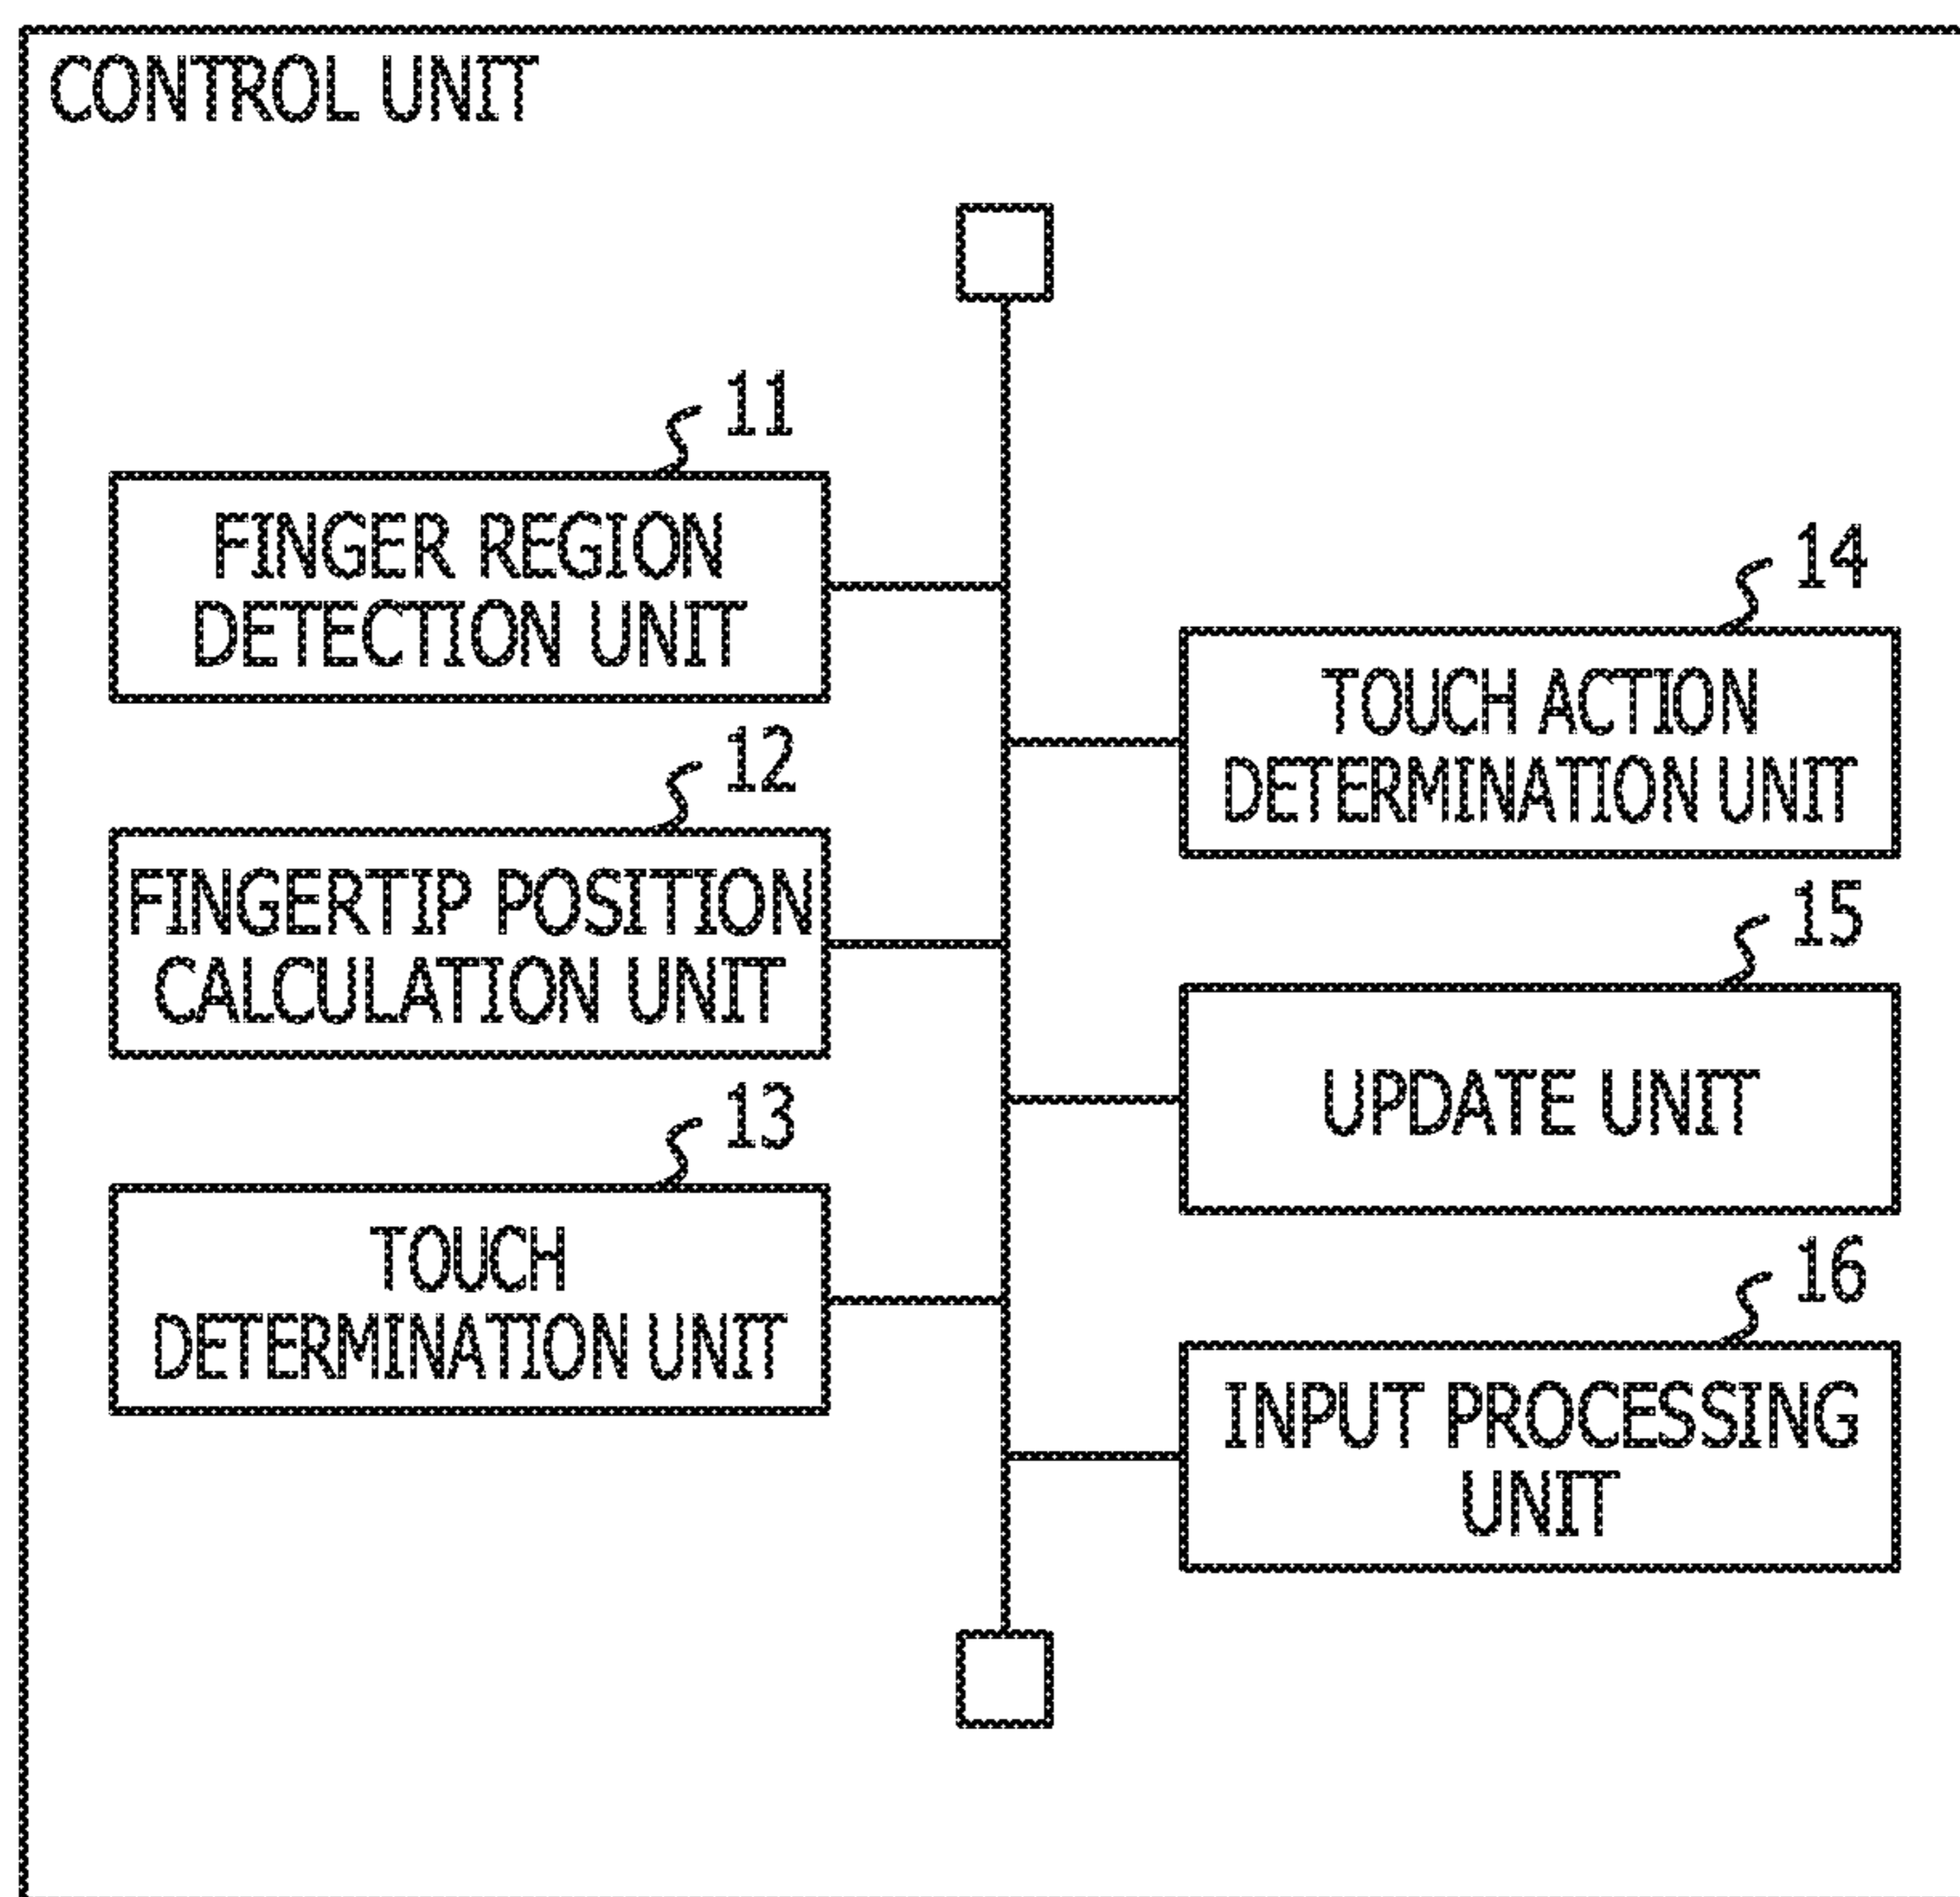 CONTROL UNIT
11
FINGER REGION
DETECTION UNIT
12
FINGERTIP POSITION
CALCULATION UNIT
13
TOUCH
DETERMINATION UNIT
14
TOUCH ACTION
DETERMINATION UNIT
15
UPDATE UNIT
16
INPUT PROCESSING
UNIT